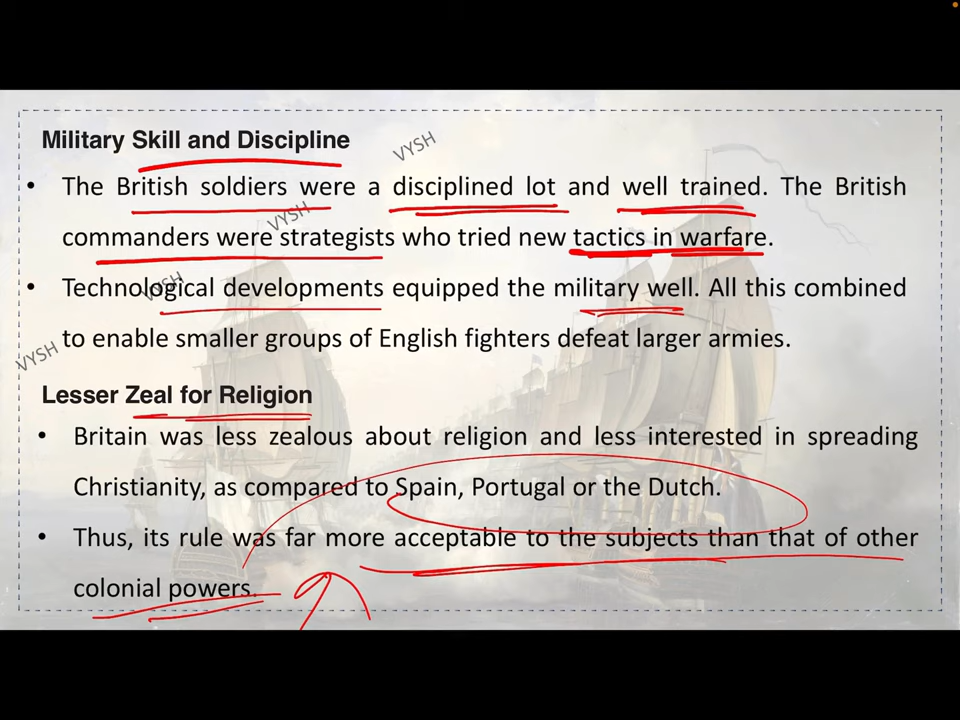 Military Skill and Discipline
VYSH
• The British soldiers were a disciplined lot and well trained. The British
VYSH
commanders were strategists who tried new tactics in warfare.
• Technological developments equipped the military well. All this combined
VYSH
to enable smaller groups of English fighters defeat larger armies.
VYSH
Lesser Zeal for Religion
• Britain was less zealous about religion and less interested in spreading
Christianity, as compared to Spain, Portugal or the Dutch.
• Thus, its rule was far more acceptable to the subjects than that of other
colonial powers.